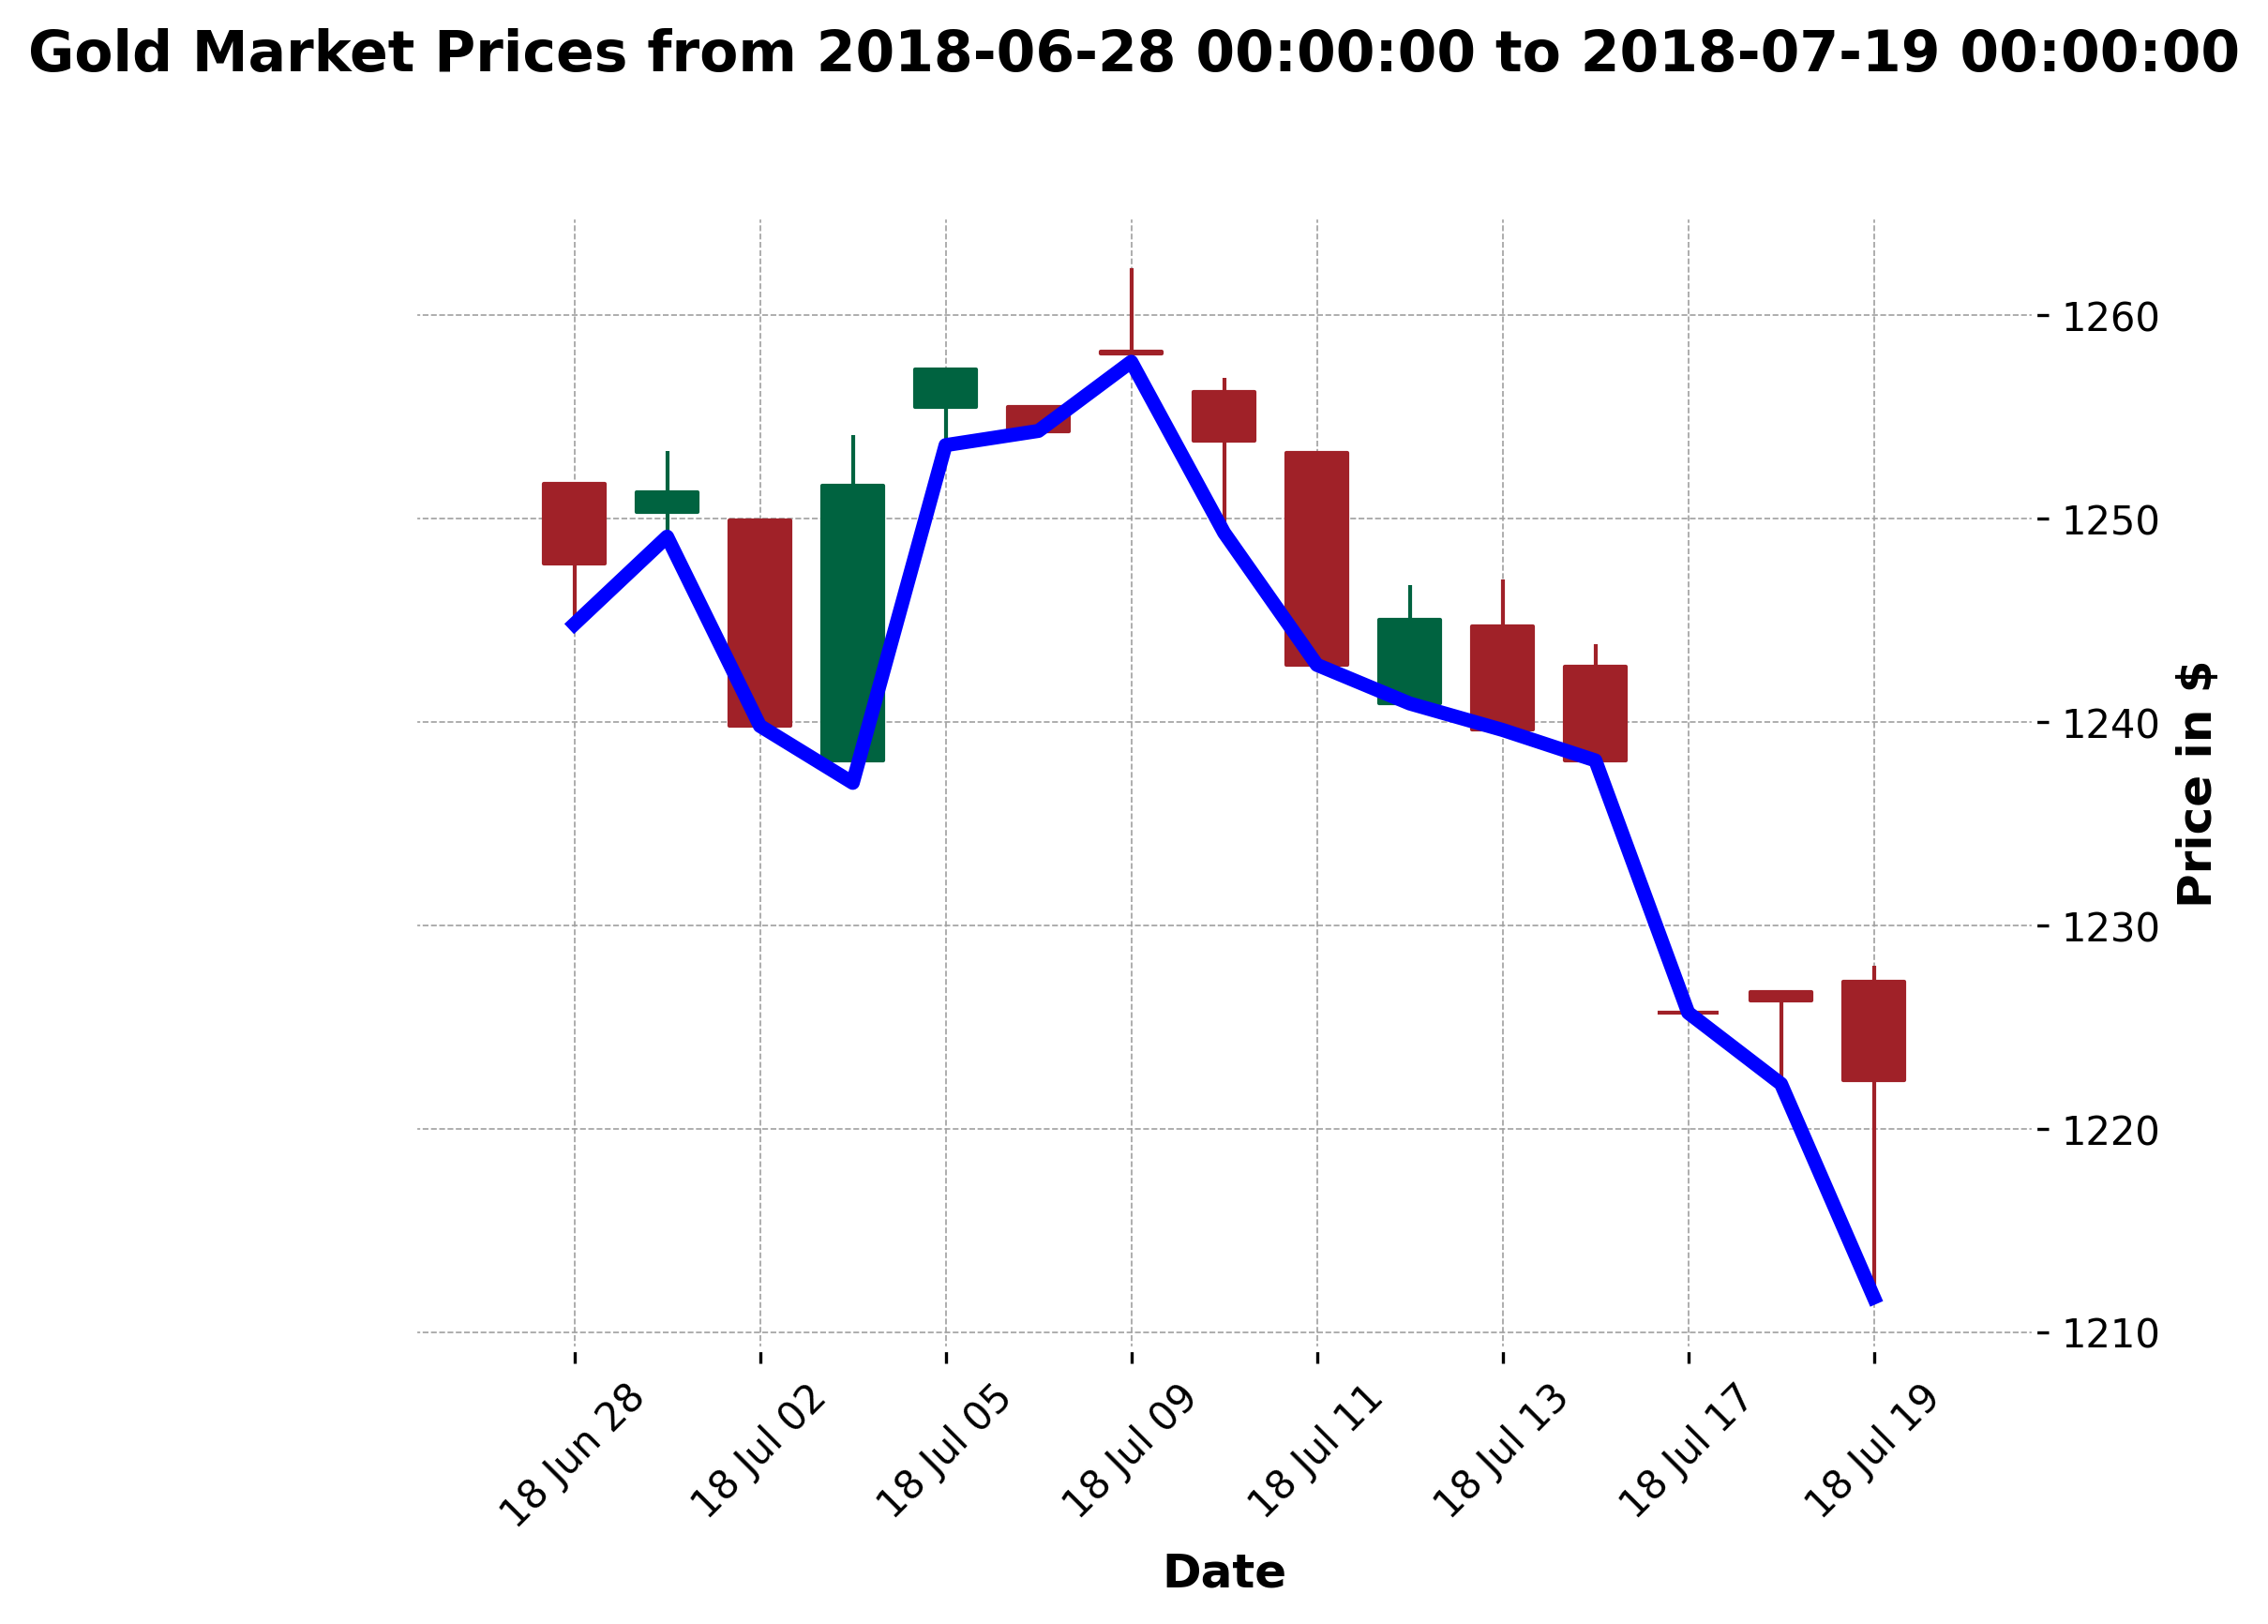 Gold Market Prices from 2018-06-28 00:00:00 to 2018-07-19 00:00:00
1260
1250
1240
1230
1220
1210
Price in $
18 Jun 28
18 Jul 02
18 Jul 05
18 Jul 09
18 Jul 11
18 Jul 13
18 Jul 17
18 Jul 19
Date